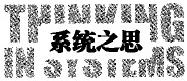 THINKING
系统之思
IN SYSTEMS